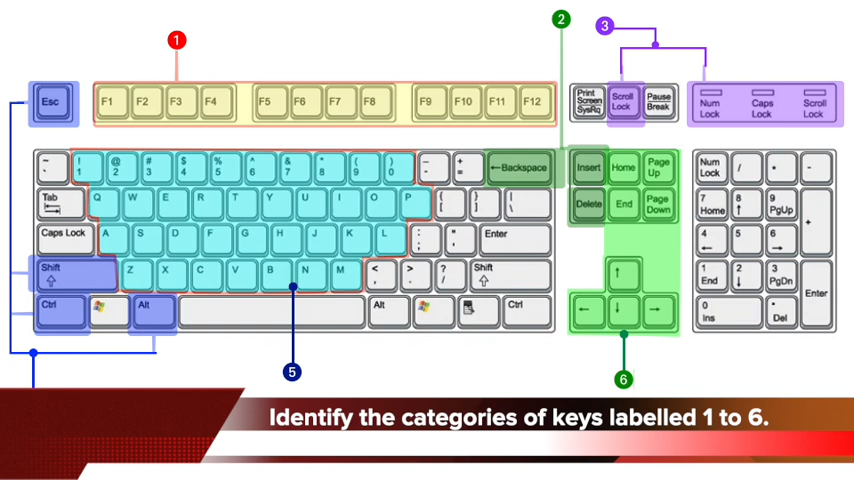 2
1
3
Esc F1 F2 F3 F4 F5 F6 F7 F8 F9 F10 F11 F12 Print Screen SysRq Scroll Lock Pause Break Num Lock Caps Lock Scroll Lock
~ ` ! 1 @ 2 # 3 $ 4 % 5 ^ 6 & 7 * 8 ( 9 ) 0 _ - + = ←Backspace Insert Home Page Up Num Lock / * -
Tab Q W E R T Y U I O P { [ } ] | \ Delete End Page Down 7 Home 8 ↑ 9 PgUp +
Caps Lock A S D F G H J K L : ; " ' Enter 4 ← 5 6 →
Shift Z X C V B N M < , > . ? / Shift ↑ 1 End 2 ↓ 3 PgDn Enter
Ctrl Alt Alt Ctrl ← ↓ → 0 Ins • Del
5
6
Identify the categories of keys labelled 1 to 6.